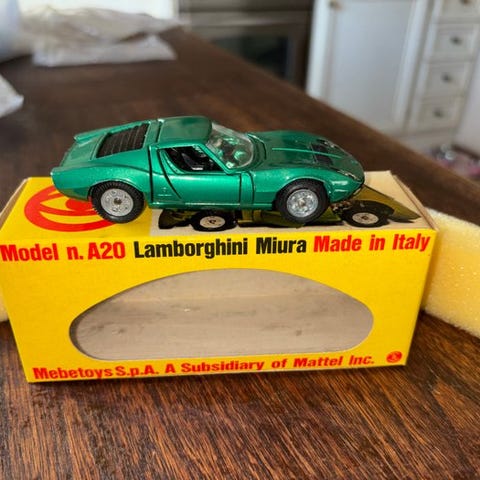 Model n. A20 Lamborghini Miura Made in Italy
Mebetoys S.p.A. A Subsidiary of Mattel Inc.